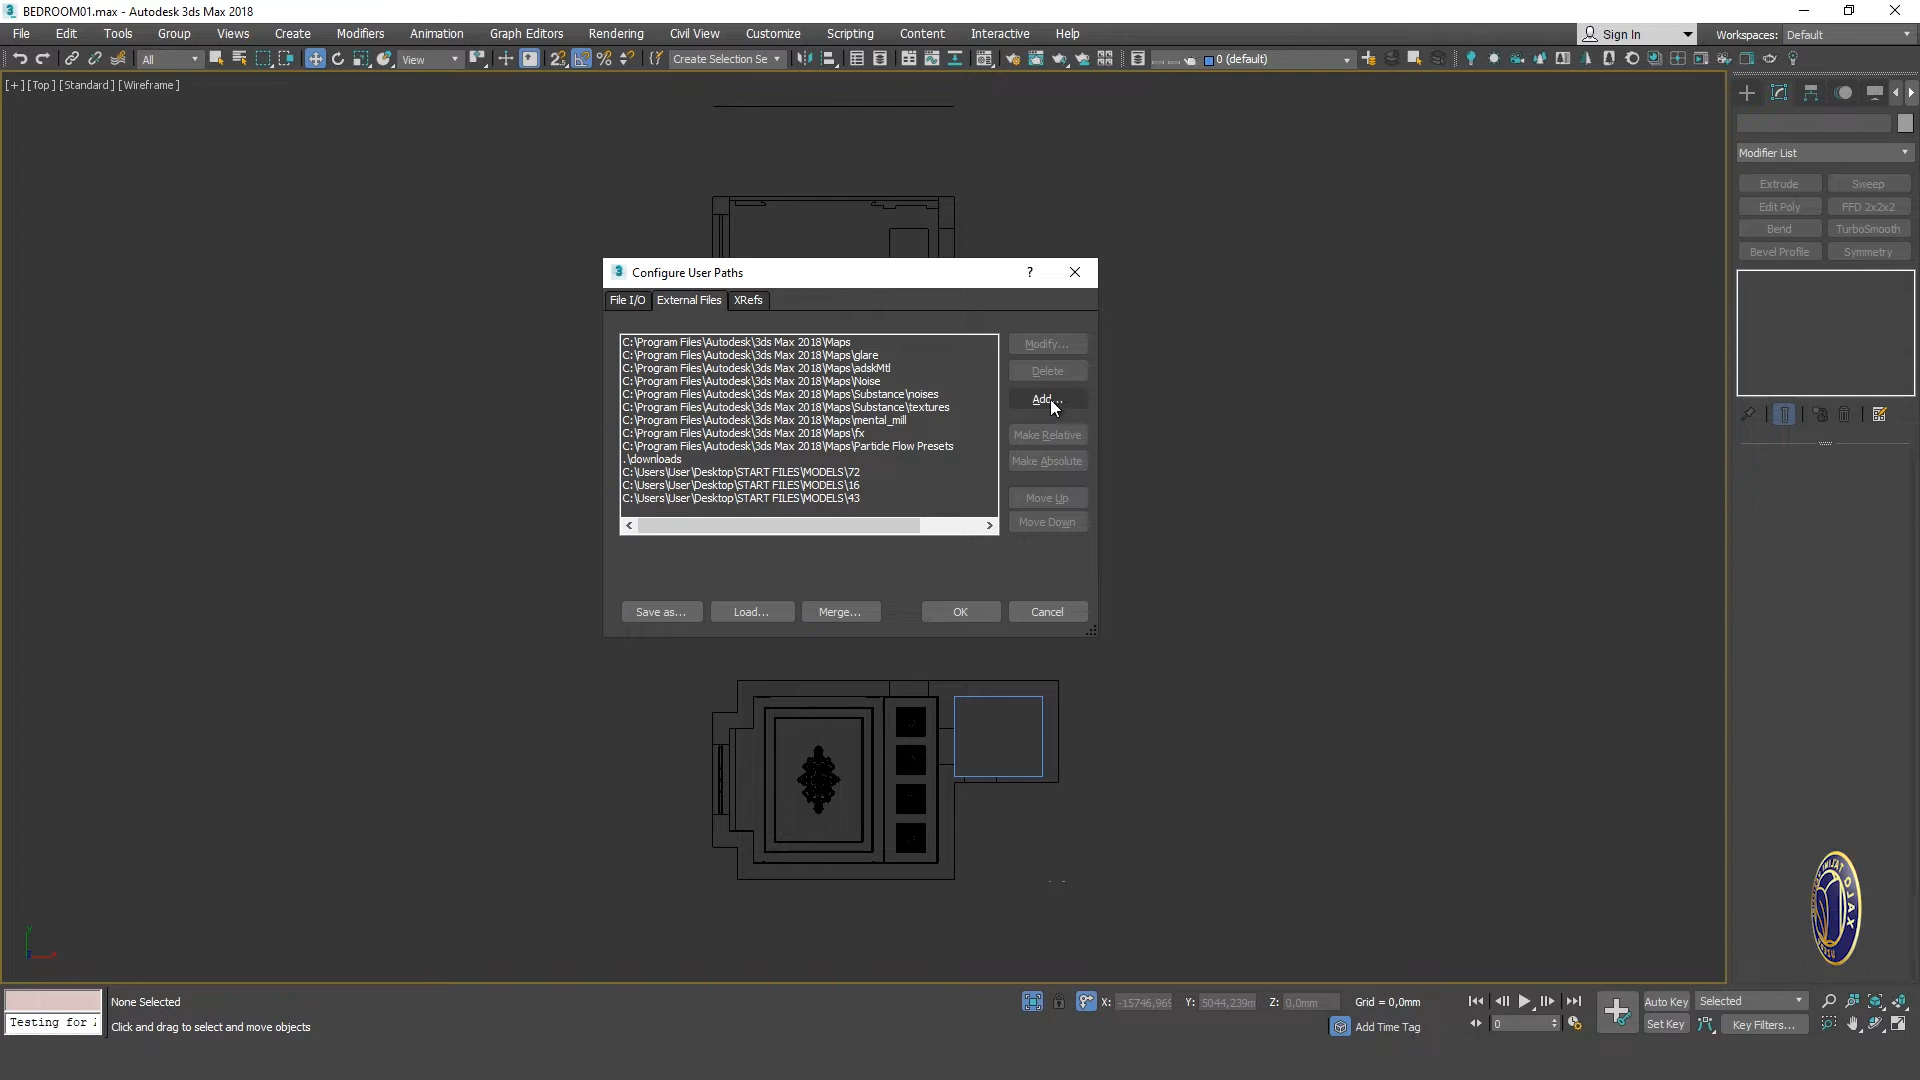 BEDROOM01.max - Autodesk 3ds Max 2018
File Edit Tools Group Views Create Modifiers Animation Graph Editors Rendering Civil View Customize Scripting Content Interactive Help Sign In Workspaces: Default
All View Create Selection Se 0 (default)
[+] [Top] [Standard] [Wireframe]
Modifier List
Extrude Sweep
Edit Poly FFD 2x2x2
Bend TurboSmooth
Bevel Profile Symmetry
Configure User Paths
File I/O External Files XRefs
C:\Program Files\Autodesk\3ds Max 2018\Maps
C:\Program Files\Autodesk\3ds Max 2018\Maps\glare
C:\Program Files\Autodesk\3ds Max 2018\Maps\adskMtl
C:\Program Files\Autodesk\3ds Max 2018\Maps\Noise
C:\Program Files\Autodesk\3ds Max 2018\Maps\Substance\noises
C:\Program Files\Autodesk\3ds Max 2018\Maps\Substance\textures
C:\Program Files\Autodesk\3ds Max 2018\Maps\mental_mill
C:\Program Files\Autodesk\3ds Max 2018\Maps\fx
C:\Program Files\Autodesk\3ds Max 2018\Maps\Particle Flow Presets
.\downloads
C:\Users\User\Desktop\START FILES\MODELS\72
C:\Users\User\Desktop\START FILES\MODELS\16
C:\Users\User\Desktop\START FILES\MODELS\43
Modify...
Delete
Add...
Make Relative
Make Absolute
Move Up
Move Down
Save as... Load... Merge... OK Cancel
None Selected X: -15746,969 Y: 5044,239m Z: 0,0mm Grid = 0,0mm Auto Key Selected
Testing for Click and drag to select and move objects Add Time Tag 0 Set Key Key Filters...